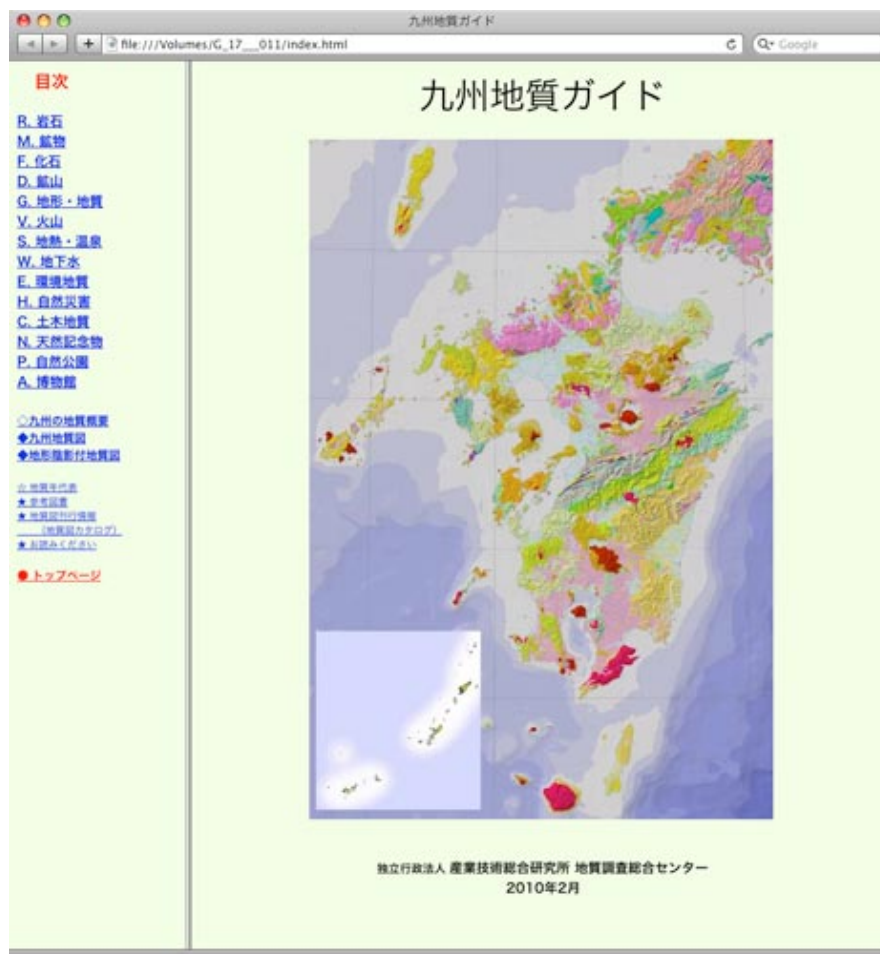 九州地質ガイド
file:///Volumes/G_17___011/index.html
Google
目次
R. 岩石
M. 鉱物
F. 化石
D. 鉱山
G. 地形・地質
V. 火山
S. 地熱・温泉
W. 地下水
E. 環境地質
H. 自然災害
C. 土木地質
N. 天然記念物
P. 自然公園
A. 博物館
◇九州の地質概要
◆九州地質図
◆地形陰影付地質図
☆ 地質年代表
★ 参考図書
★ 地質図刊行情報
(地質図カタログ)
★ お読みください
● トップページ
九州地質ガイド
独立行政法人 産業技術総合研究所 地質調査総合センター
2010年2月